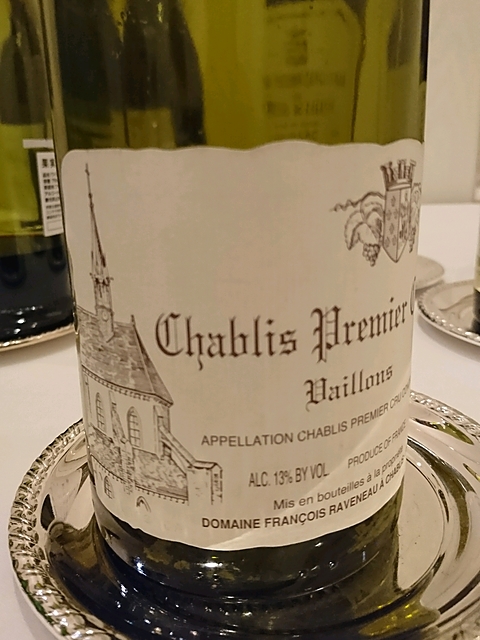 Chablis Premier
Vaillons
APPELLATION CHABLIS PREMIER CRU
PRODUCE OF FRANCE
ALC. 13% BY VOL
Mis en bouteilles à la propriété
DOMAINE FRANÇOIS RAVENEAU À CHABLIS